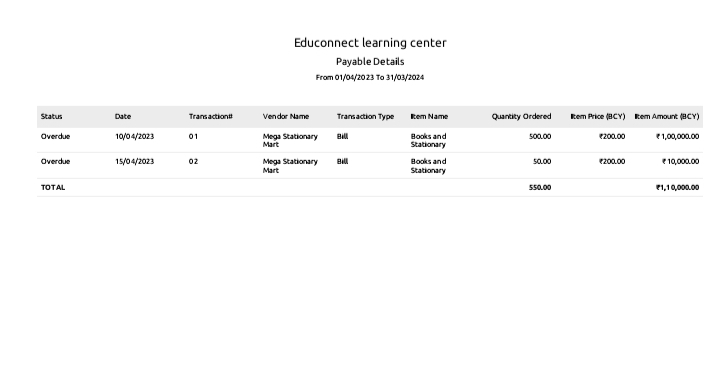 Educonnect learning center
Payable Details
From 01/04/2023 To 31/03/2024
Status Date Transaction# Vendor Name Transaction Type Item Name Quantity Ordered Item Price (BCY) Item Amount (BCY)
Overdue 10/04/2023 01 Mega Stationary Mart Bill Books and Stationary 500.00 ₹200.00 ₹1,00,000.00
Overdue 15/04/2023 02 Mega Stationary Mart Bill Books and Stationary 50.00 ₹200.00 ₹10,000.00
TOTAL 550.00 ₹1,10,000.00